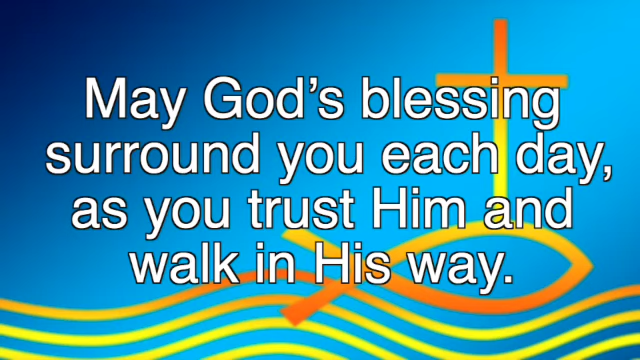 May God’s blessing
surround you each day,
as you trust Him and
walk in His way.